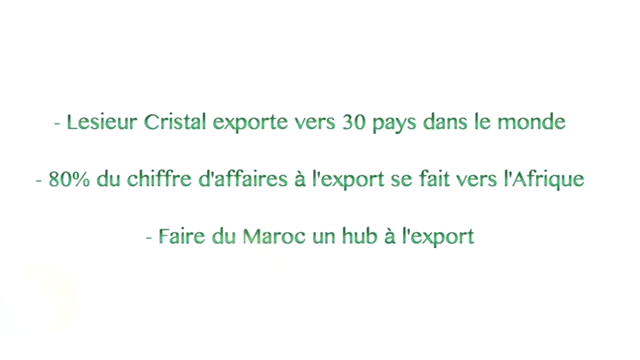 - Lesieur Cristal exporte vers 30 pays dans le monde
- 80% du chiffre d'affaires à l'export se fait vers l'Afrique
- Faire du Maroc un hub à l'export